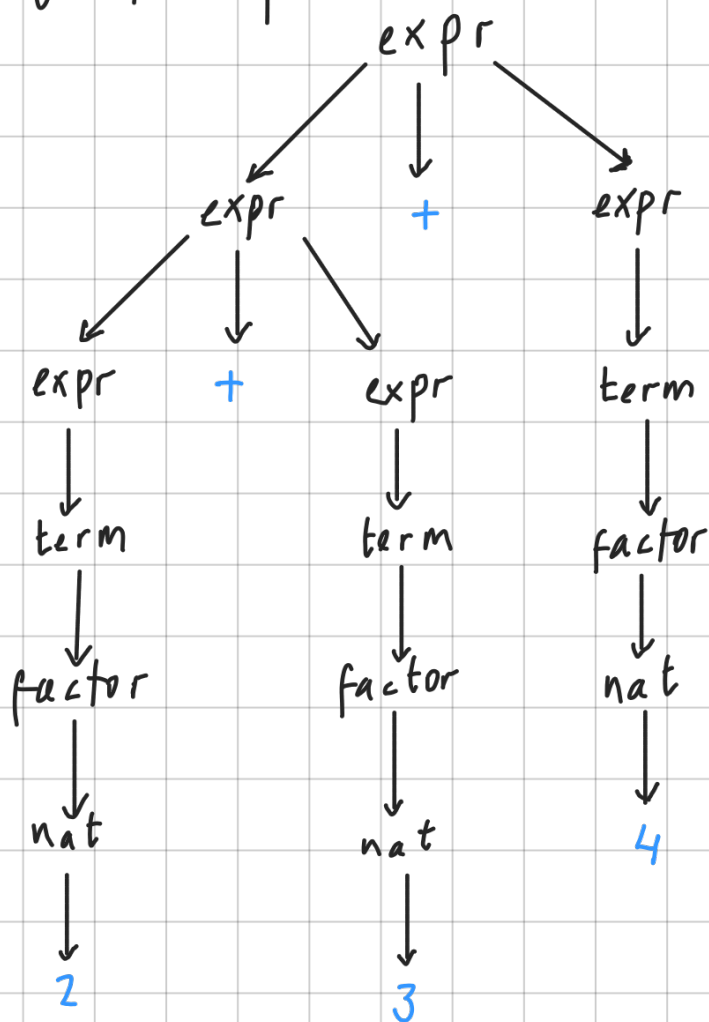 expr
expr + expr
expr + expr term
term term factor
factor factor nat
nat nat 4
2 3